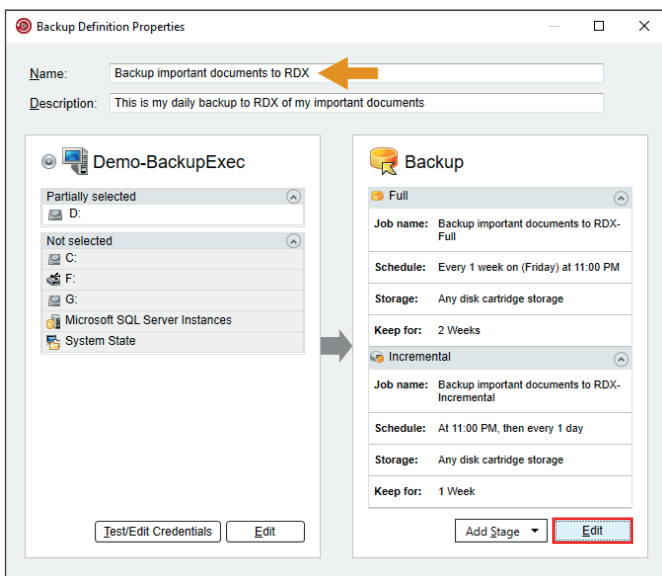 Backup Definition Properties
Name: Backup important documents to RDX
Description: This is my daily backup to RDX of my important documents
Demo-BackupExec
Partially selected
D:
Not selected
C:
F:
G:
Microsoft SQL Server Instances
System State
Test/Edit Credentials
Edit
Backup
Full
Job name: Backup important documents to RDX-
Full
Schedule: Every 1 week on (Friday) at 11:00 PM
Storage: Any disk cartridge storage
Keep for: 2 Weeks
Incremental
Job name: Backup important documents to RDX-
Incremental
Schedule: At 11:00 PM, then every 1 day
Storage: Any disk cartridge storage
Keep for: 1 Week
Add Stage
Edit